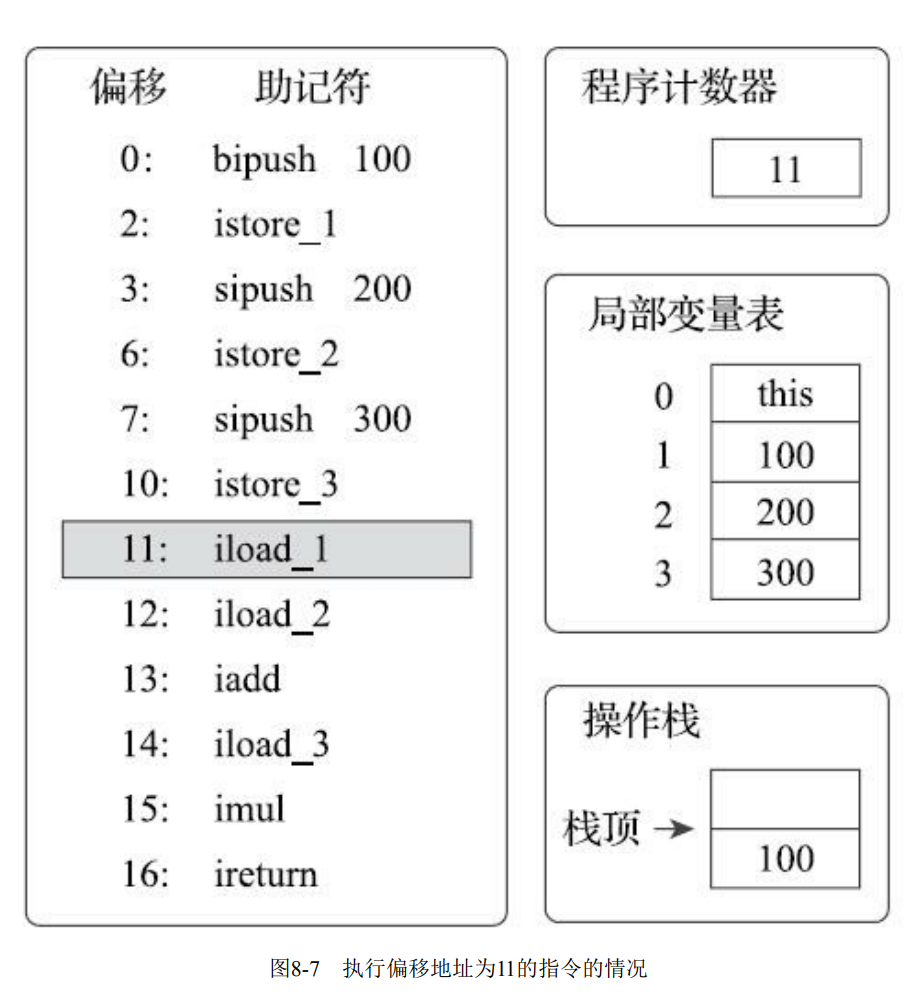 偏移 助记符
0: bipush 100
2: istore_1
3: sipush 200
6: istore_2
7: sipush 300
10: istore_3
11: iload_1
12: iload_2
13: iadd
14: iload_3
15: imul
16: ireturn
程序计数器
11
局部变量表
0 this
1 100
2 200
3 300
操作栈
栈顶
100
图8-7 执行偏移地址为11的指令的情况